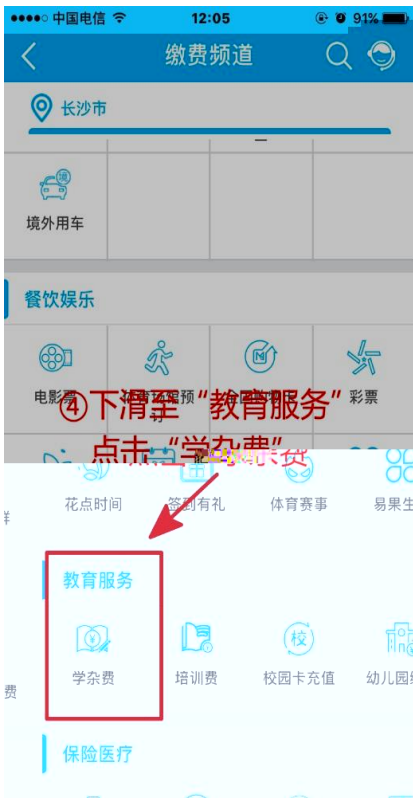 中国电信 12:05 91%
缴费频道
长沙市
境外用车
餐饮娱乐
电影票 彩票
④下滑至“教育服务”
点击“学杂费”
花点时间 签到有礼 体育赛事 易果生
教育服务
费 学杂费 培训费 校园卡充值 幼儿园
保险医疗